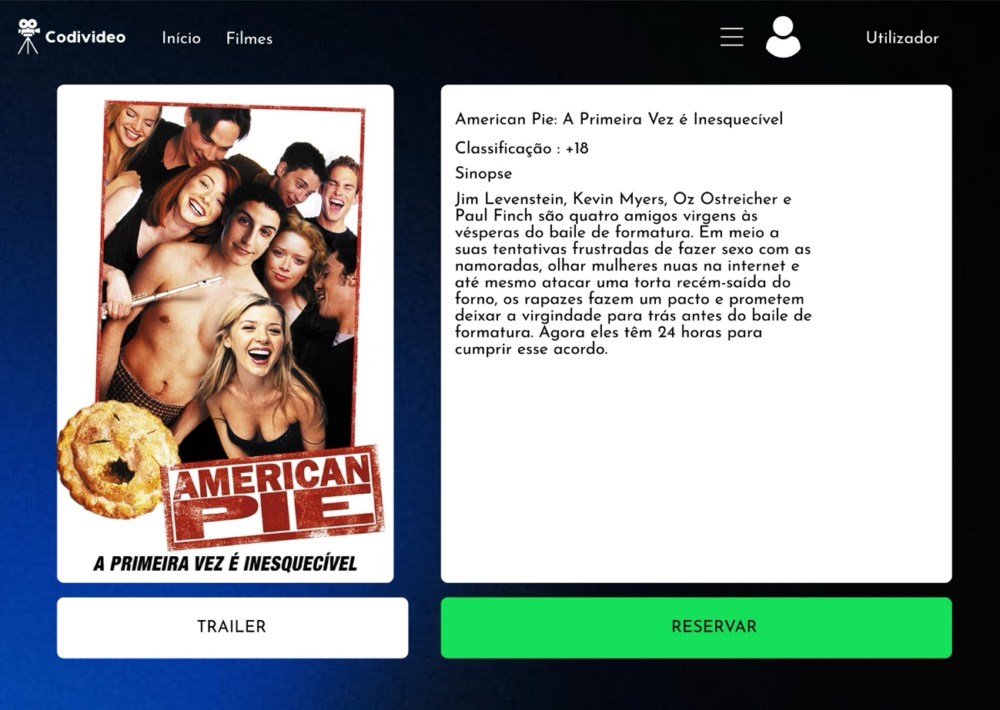 Codivideo
Início
Filmes
Utilizador
AMERICAN
PIE
A PRIMEIRA VEZ É INESQUECÍVEL
American Pie: A Primeira Vez é Inesquecível
Classificação : +18
Sinopse
Jim Levenstein, Kevin Myers, Oz Ostreicher e
Paul Finch são quatro amigos virgens às
vésperas do baile de formatura. Em meio a
suas tentativas frustradas de fazer sexo com as
namoradas, olhar mulheres nuas na internet e
até mesmo atacar uma torta recém-saída do
forno, os rapazes fazem um pacto e prometem
deixar a virgindade para trás antes do baile de
formatura. Agora eles têm 24 horas para
cumprir esse acordo.
TRAILER
RESERVAR